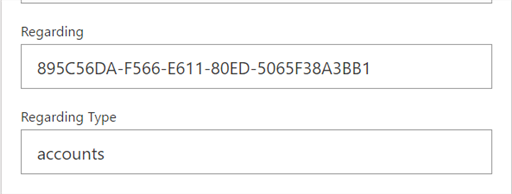 Regarding
895C56DA-F566-E611-80ED-5065F38A3BB1
Regarding Type
accounts